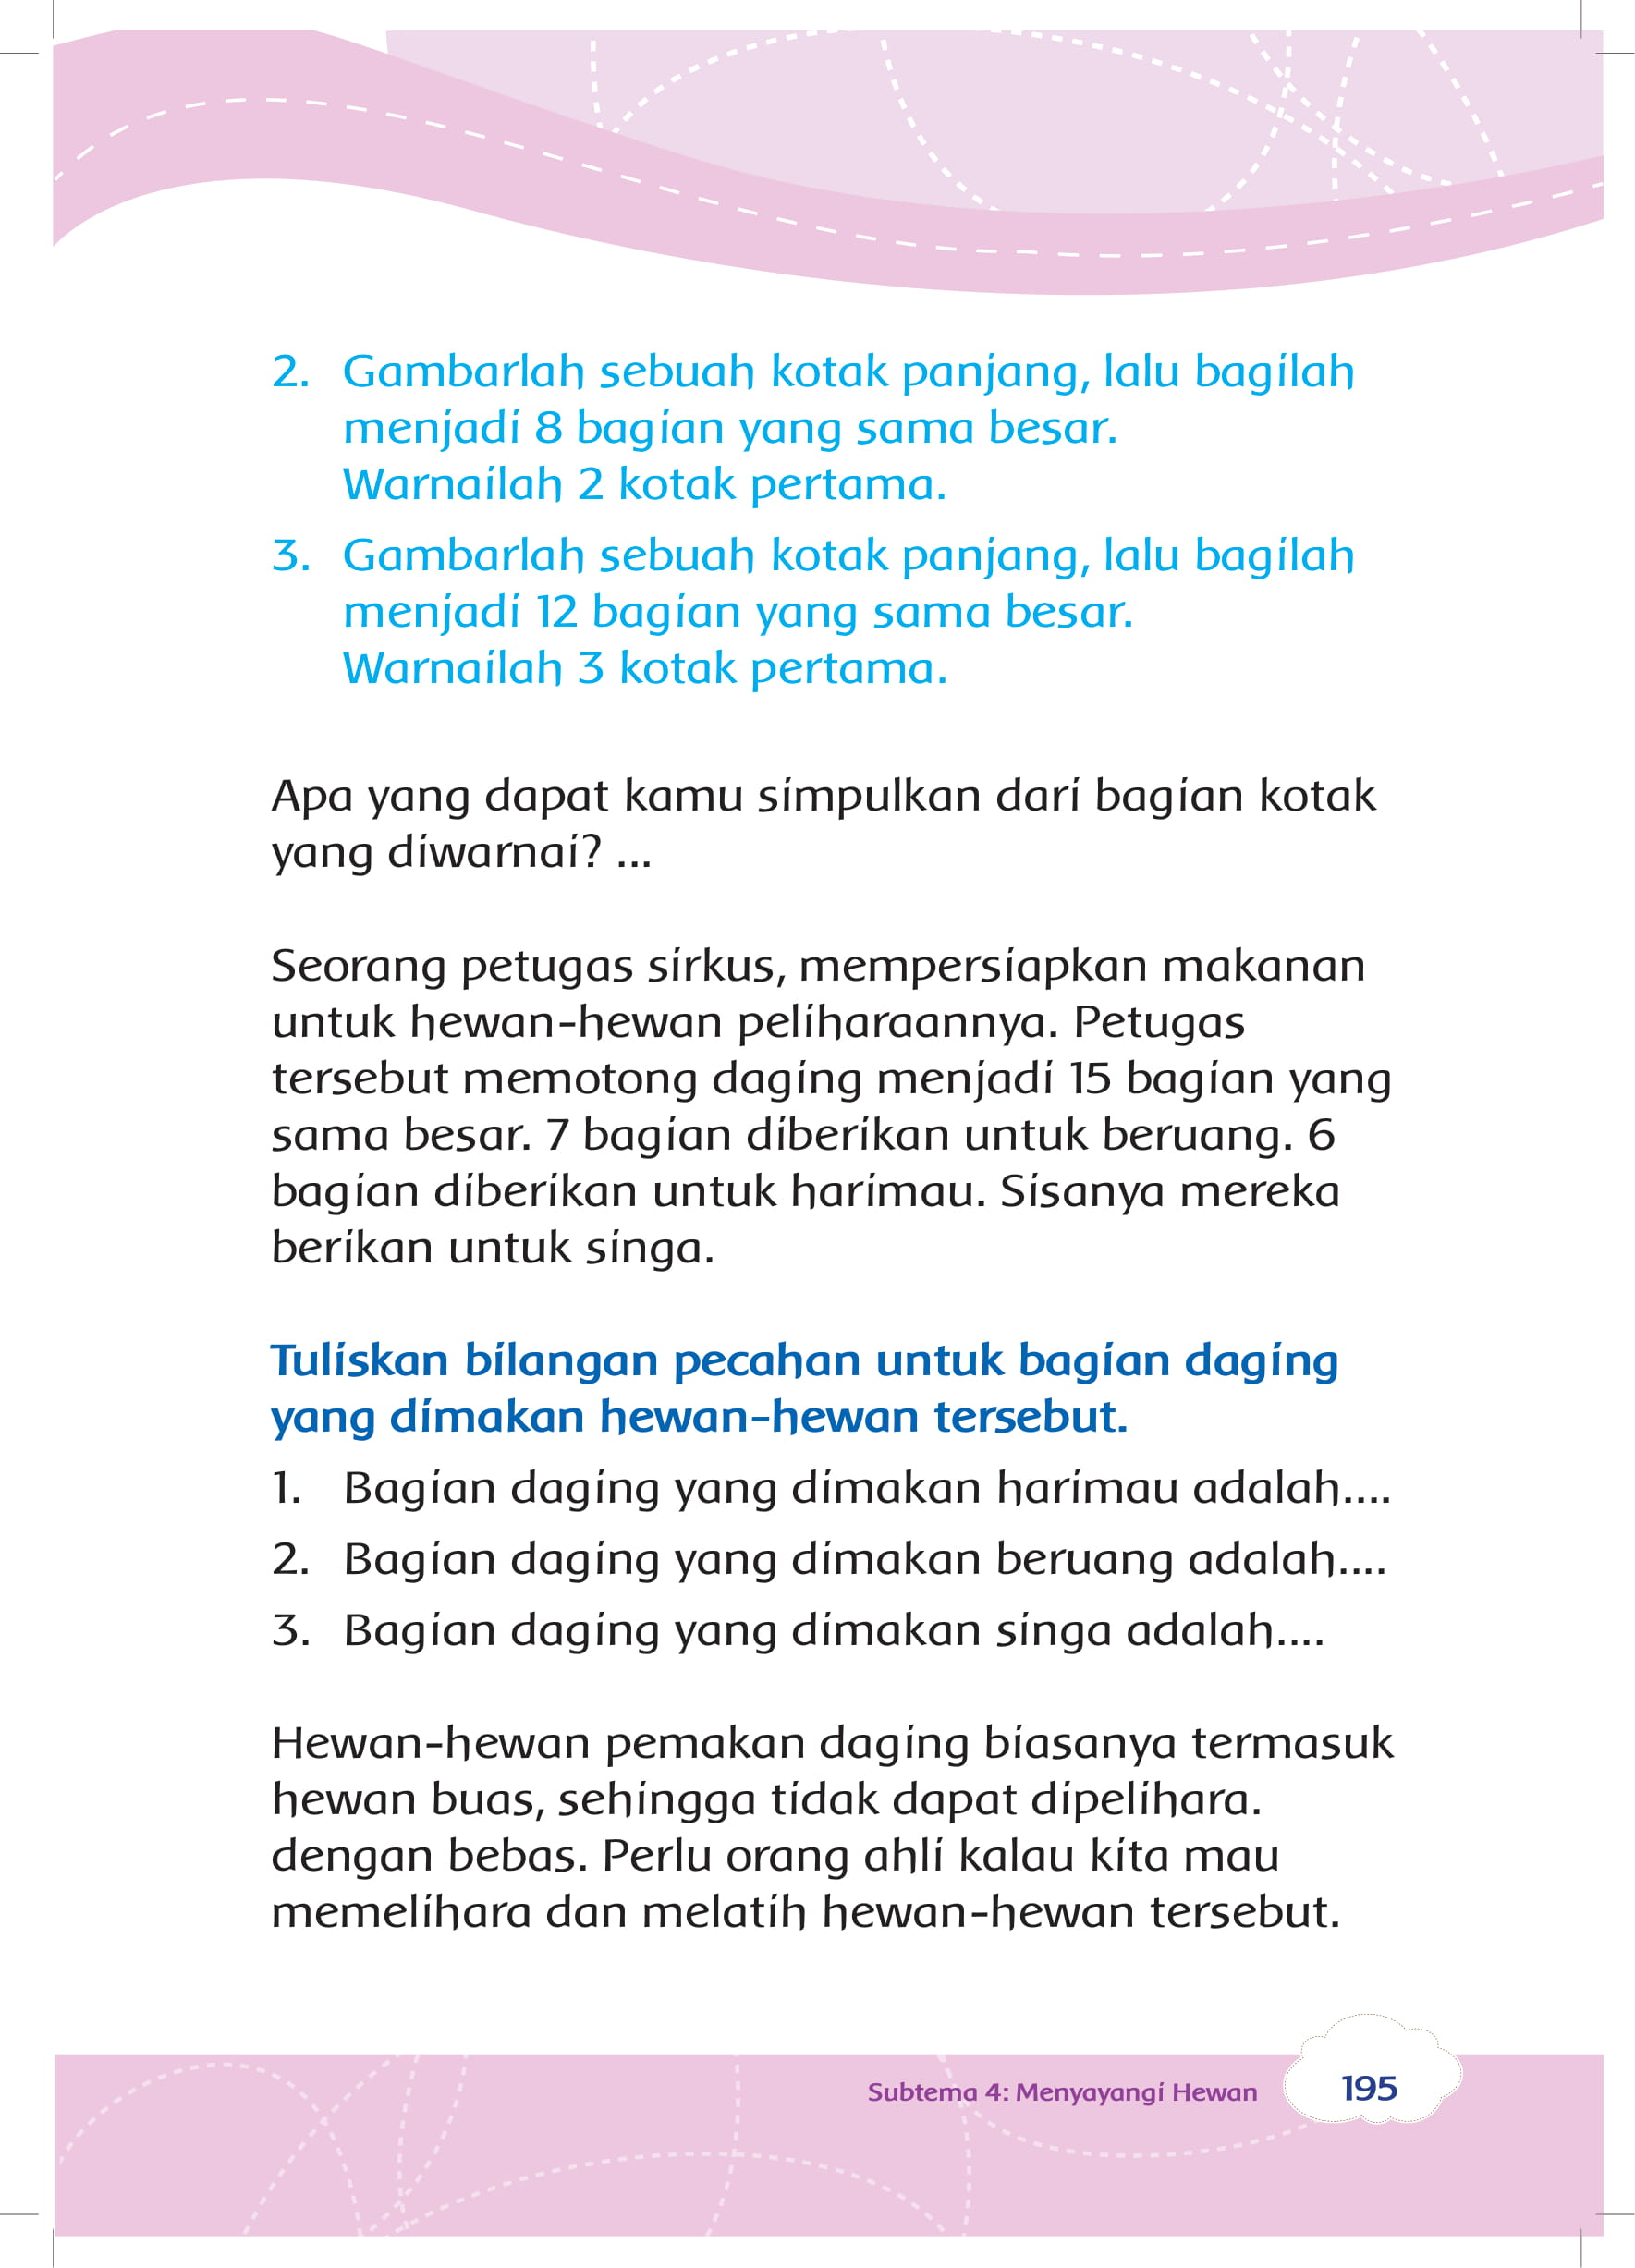 2. Gambarlah sebuah kotak panjang, lalu bagilah
menjadi 8 bagian yang sama besar.
Warnailah 2 kotak pertama.
3. Gambarlah sebuah kotak panjang, lalu bagilah
menjadi 12 bagian yang sama besar.
Warnailah 3 kotak pertama.
Apa yang dapat kamu simpulkan dari bagian kotak
yang diwarnai? ...
Seorang petugas sirkus, mempersiapkan makanan
untuk hewan-hewan peliharaannya. Petugas
tersebut memotong daging menjadi 15 bagian yang
sama besar. 7 bagian diberikan untuk beruang. 6
bagian diberikan untuk harimau. Sisanya mereka
berikan untuk singa.
Tuliskan bilangan pecahan untuk bagian daging
yang dimakan hewan-hewan tersebut.
1. Bagian daging yang dimakan harimau adalah....
2. Bagian daging yang dimakan beruang adalah....
3. Bagian daging yang dimakan singa adalah....
Hewan-hewan pemakan daging biasanya termasuk
hewan buas, sehingga tidak dapat dipelihara.
dengan bebas. Perlu orang ahli kalau kita mau
memelihara dan melatih hewan-hewan tersebut.
Subtema 4: Menyayangi Hewan
195